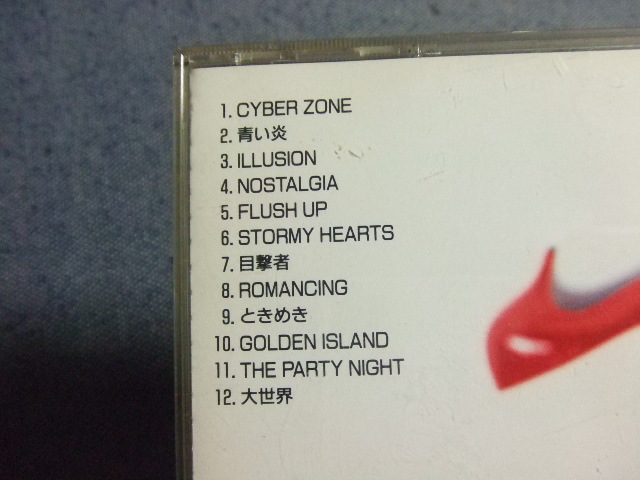 1. CYBER ZONE
2. 青い炎
3. ILLUSION
4. NOSTALGIA
5. FLUSH UP
6. STORMY HEARTS
7. 目撃者
8. ROMANCING
9. ときめき
10. GOLDEN ISLAND
11. THE PARTY NIGHT
12. 大世界